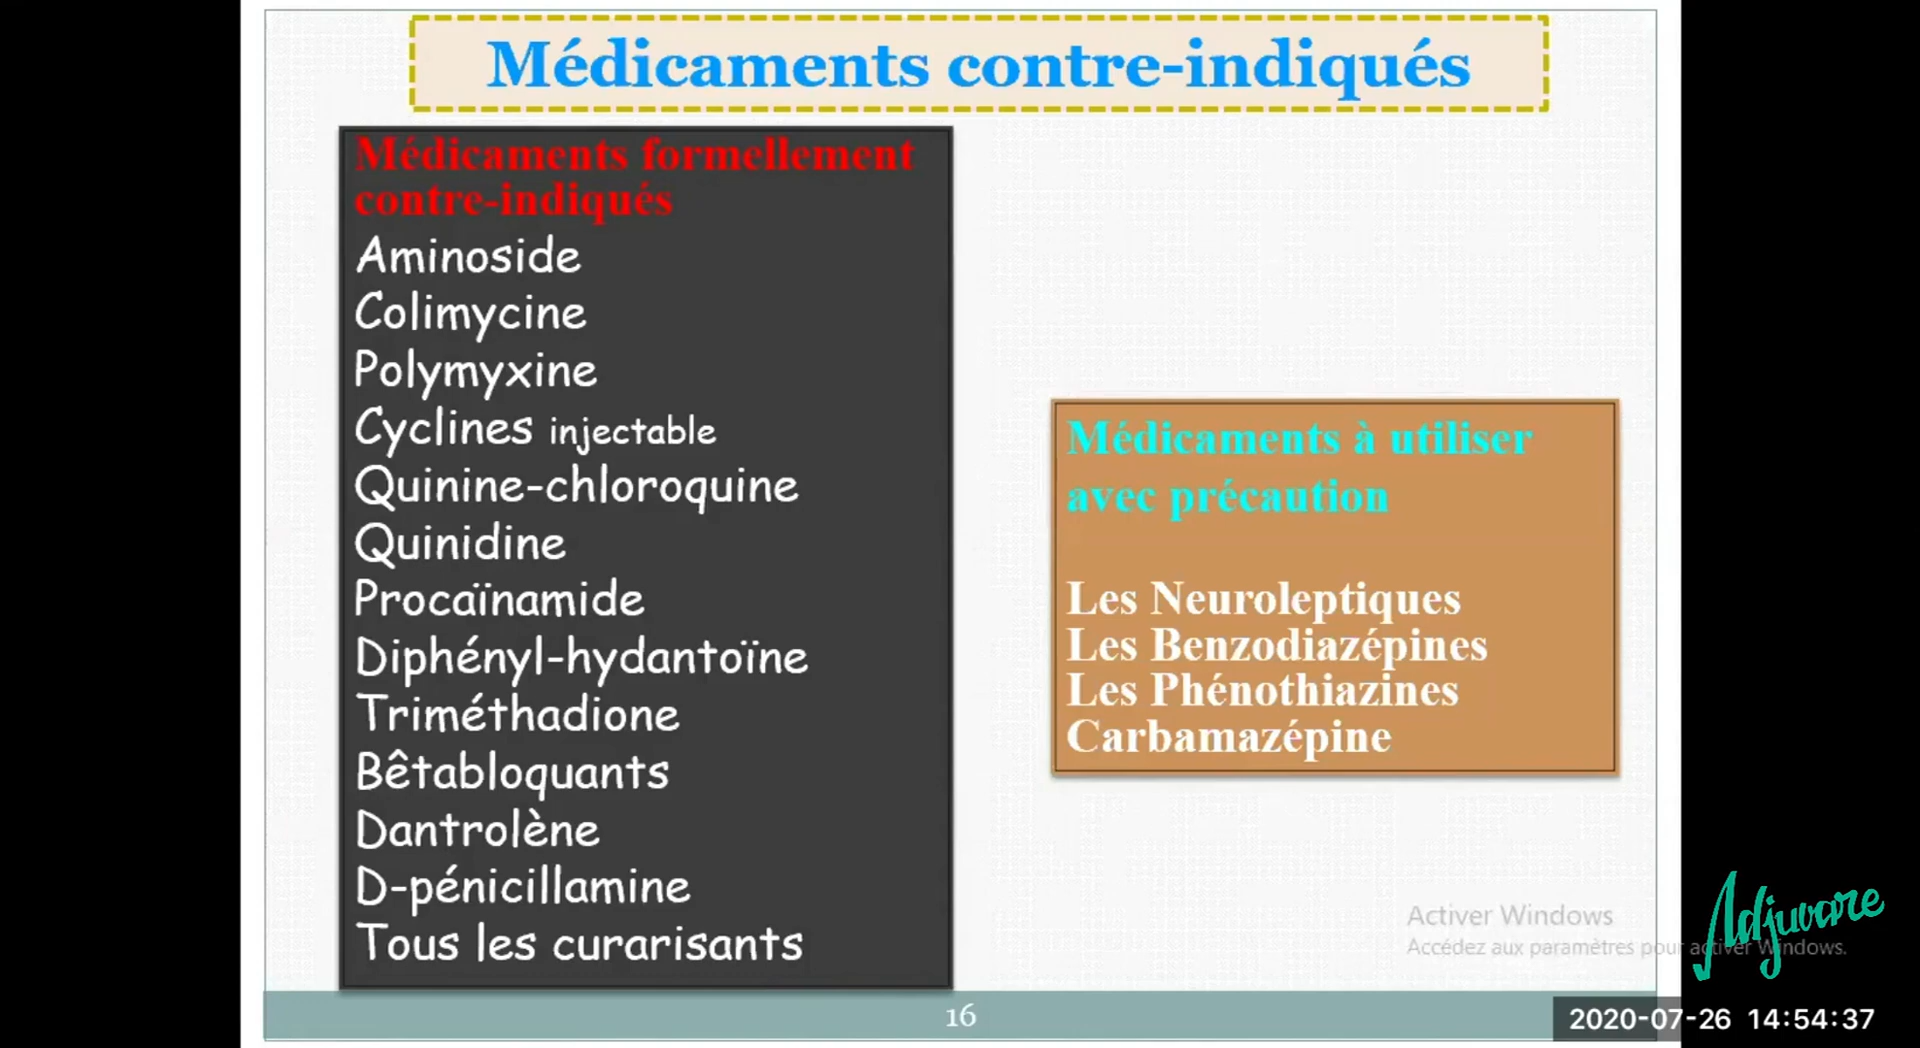 Médicaments contre-indiqués
Médicaments formellement
contre-indiqués
Aminoside
Colimycine
Polymyxine
Cyclines injectable
Quinine-chloroquine
Quinidine
Procaïnamide
Diphényl-hydantoïne
Triméthadione
Bêtabloquants
Dantrolène
D-pénicillamine
Tous les curarisants
Médicaments à utiliser
avec précaution
Les Neuroleptiques
Les Benzodiazépines
Les Phénothiazines
Carbamazépine
Activer Windows
Accédez aux paramètres pour activer Windows.
Adjuvare
16
2020-07-26 14:54:37